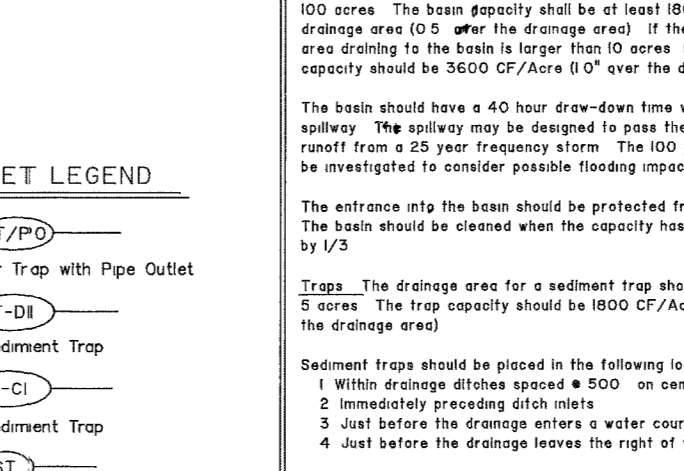 ET LEGEND
T/PO
r Trap with Pipe Outlet
T-DII
diment Trap
-CI
diment Trap
ST
100 acres The basin capacity shall be at least 180
drainage area (0 5 over the drainage area) If the
area draining to the basin is larger than 10 acres
capacity should be 3600 CF/Acre (1 0" over the d
The basin should have a 40 hour draw-down time
spillway The spillway may be designed to pass the
runoff from a 25 year frequency storm The 100
be investigated to consider possible flooding impac
The entrance into the basin should be protected fr
The basin should be cleaned when the capacity has
by 1/3
Traps The drainage area for a sediment trap sho
5 acres The trap capacity should be 1800 CF/Ac
the drainage area)
Sediment traps should be placed in the following lo
1 Within drainage ditches spaced @ 500 on cen
2 Immediately preceding ditch inlets
3 Just before the drainage enters a water cour
4 Just before the drainage leaves the right of